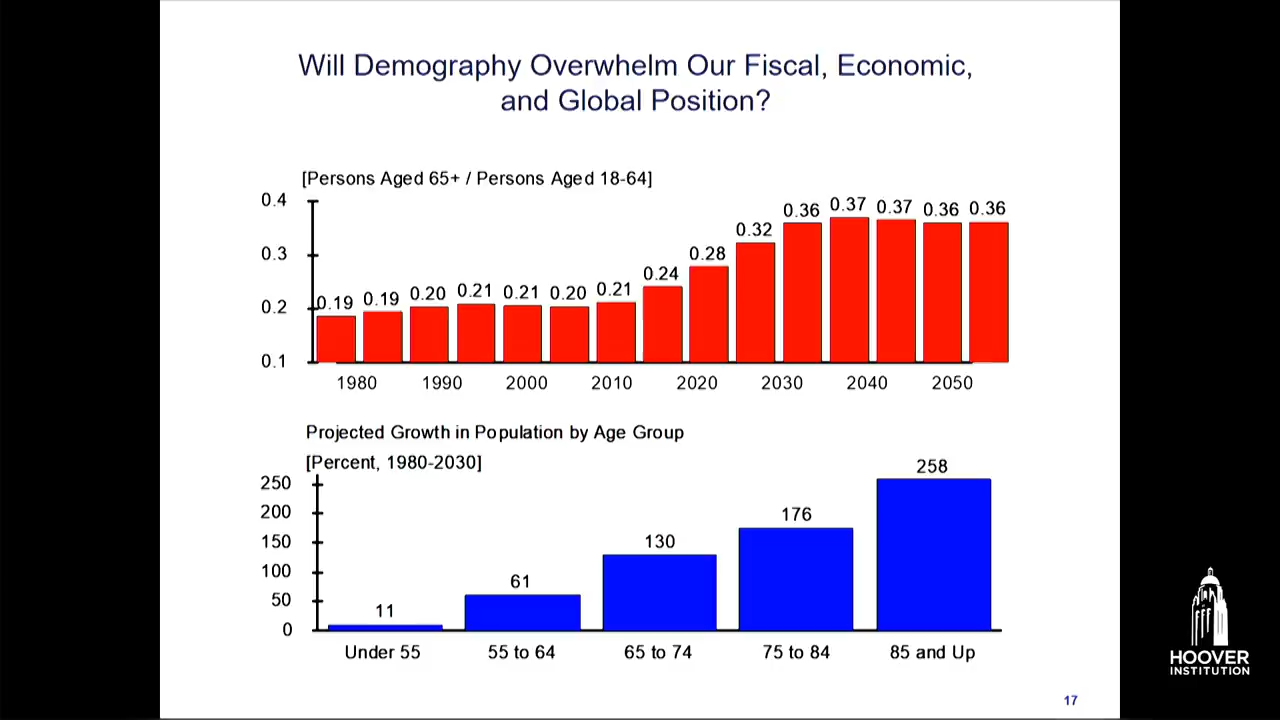 Will Demography Overwhelm Our Fiscal, Economic,
and Global Position?
[Persons Aged 65+ / Persons Aged 18-64]
0.4
0.3
0.2
0.1
0.19 0.19 0.20 0.21 0.21 0.20 0.21 0.24 0.28 0.32 0.36 0.37 0.37 0.36 0.36
1980 1990 2000 2010 2020 2030 2040 2050
Projected Growth in Population by Age Group
[Percent, 1980-2030]
250
200
150
100
50
0
11 61 130 176 258
Under 55 55 to 64 65 to 74 75 to 84 85 and Up
17
HOOVER
INSTITUTION